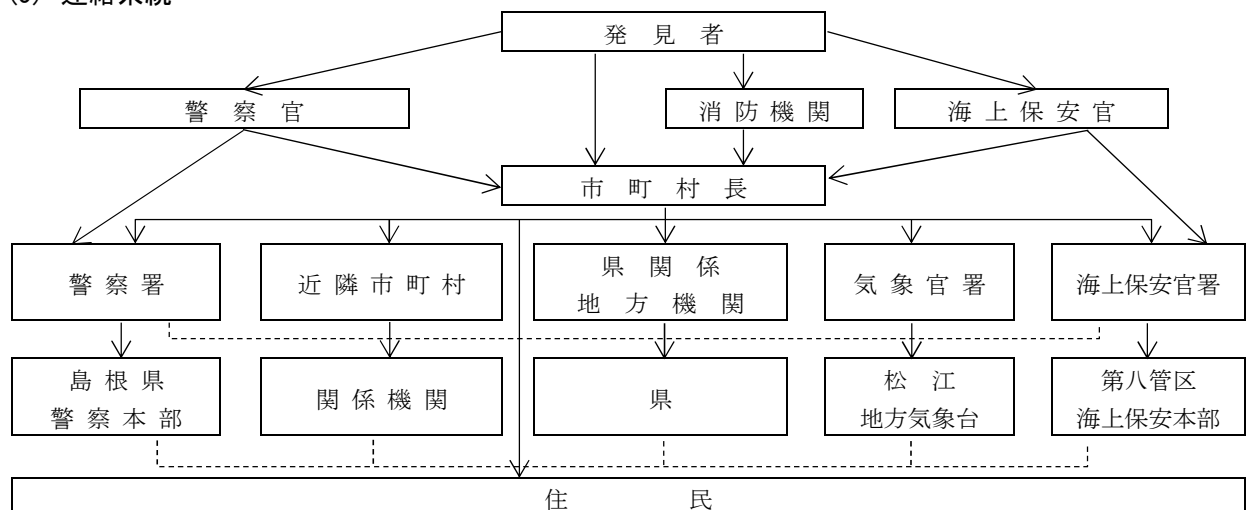 連絡系統
発見者
警察官
消防機関
海上保安官
市町村長
警察署
近隣市町村
県関係
地方機関
気象官署
海上保安官署
島根県
警察本部
関係機関
県
松江
地方気象台
第八管区
海上保安本部
住民